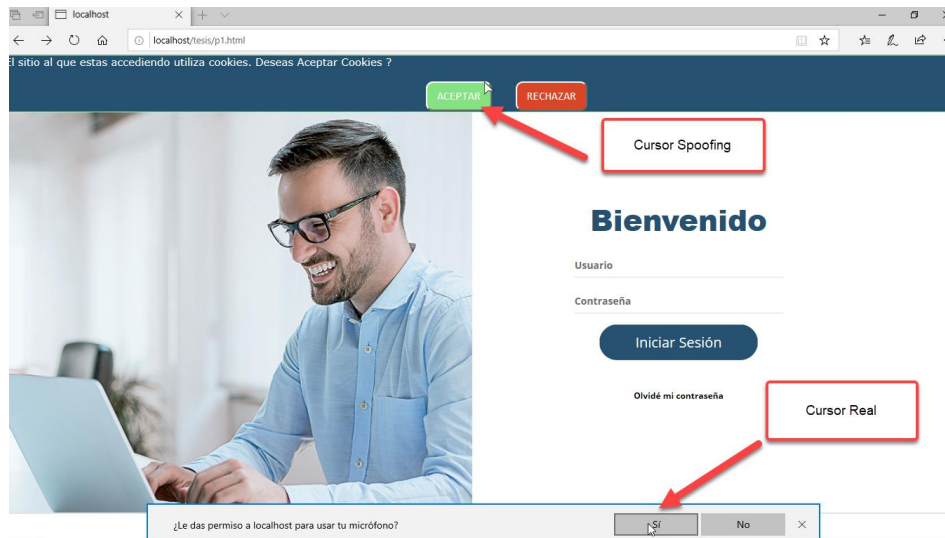 localhost
localhost/tesis/p1.html
El sitio al que estas accediendo utiliza cookies. Deseas Aceptar Cookies ?
ACEPTAR
RECHAZAR
Cursor Spoofing
Bienvenido
Usuario
Contraseña
Iniciar Sesión
Olvidé mi contraseña
Cursor Real
¿Le das permiso a localhost para usar tu micrófono?
Sí
No